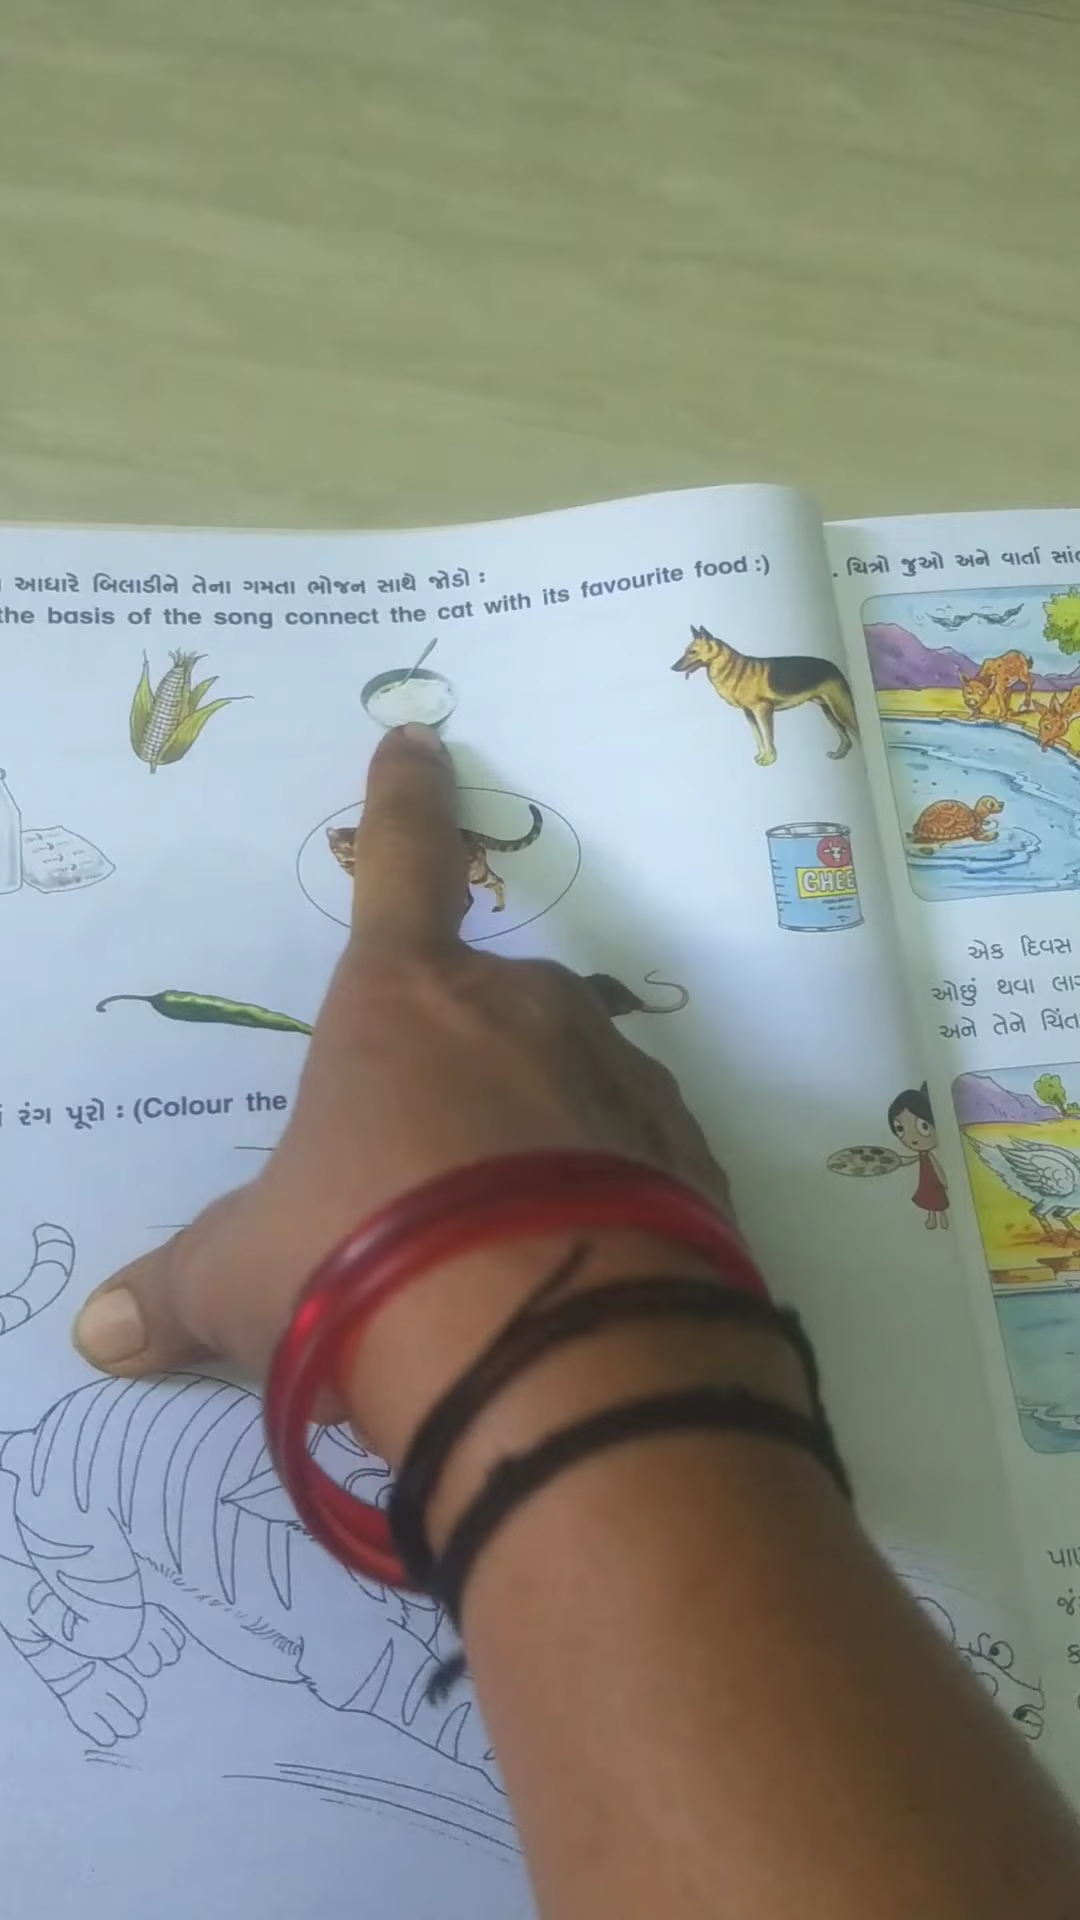 આધારે બિલાડીને તેના ગમતા ભોજન સાથે જોડો :
the basis of the song connect the cat with its favourite food :)
GHEE
રંગ પૂરો : (Colour the
. ચિત્રો જુઓ અને વાર્તા
એક દિવસ
ઓછું થવા
અને તેને